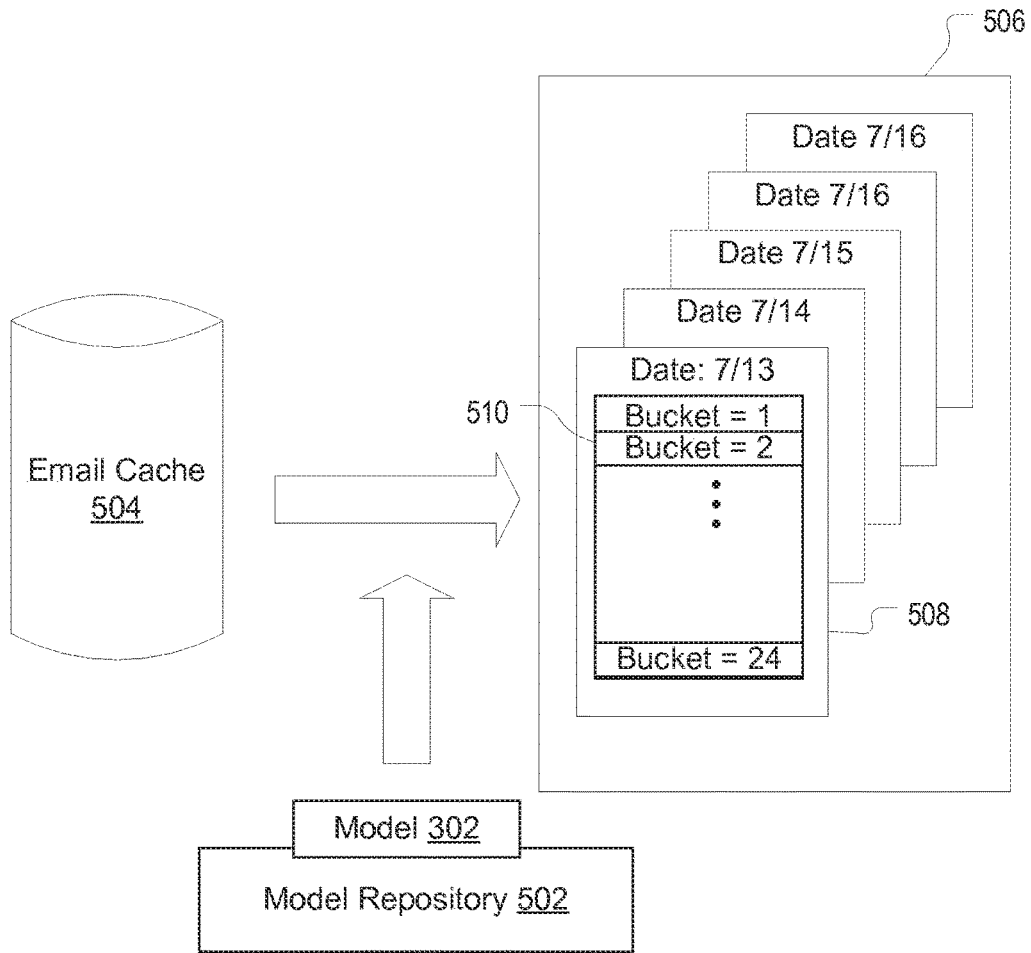 506
Date 7/16
Date 7/16
Date 7/15
Date 7/14
Date: 7/13
510
Bucket = 1
Bucket = 2
Email Cache
504
508
Bucket = 24
Model 302
Model Repository 502